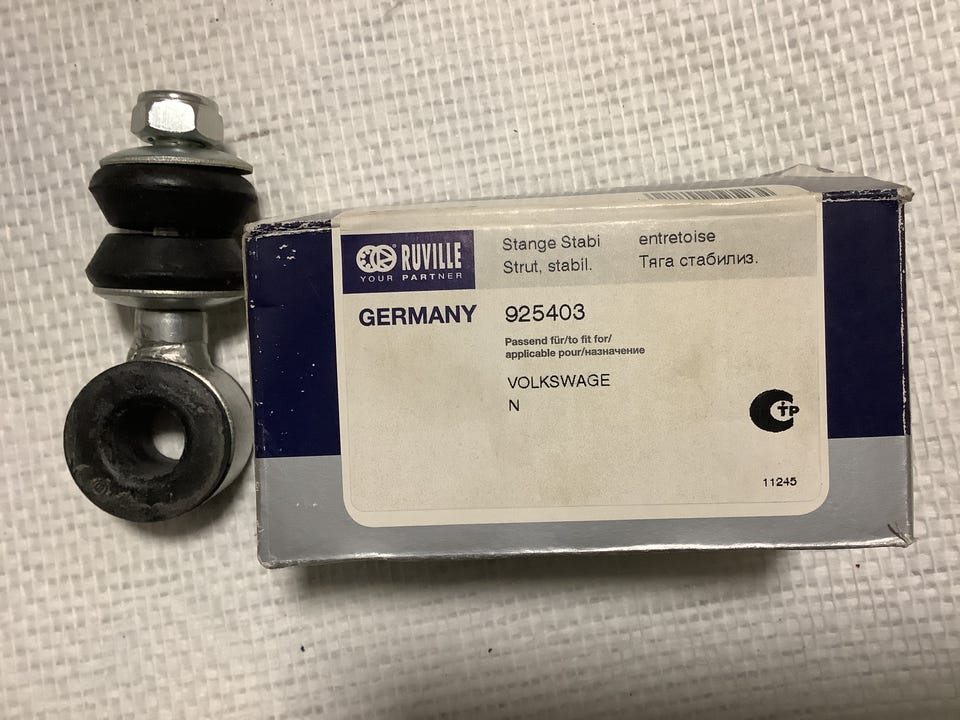 RUVILLE
YOUR PARTNER
Stange Stabi entretoise
Strut, stabil. Тяга стабилиз.
GERMANY 925403
Passend für/to fit for/
applicable pour/назначение
VOLKSWAGE
N
СТР
11245